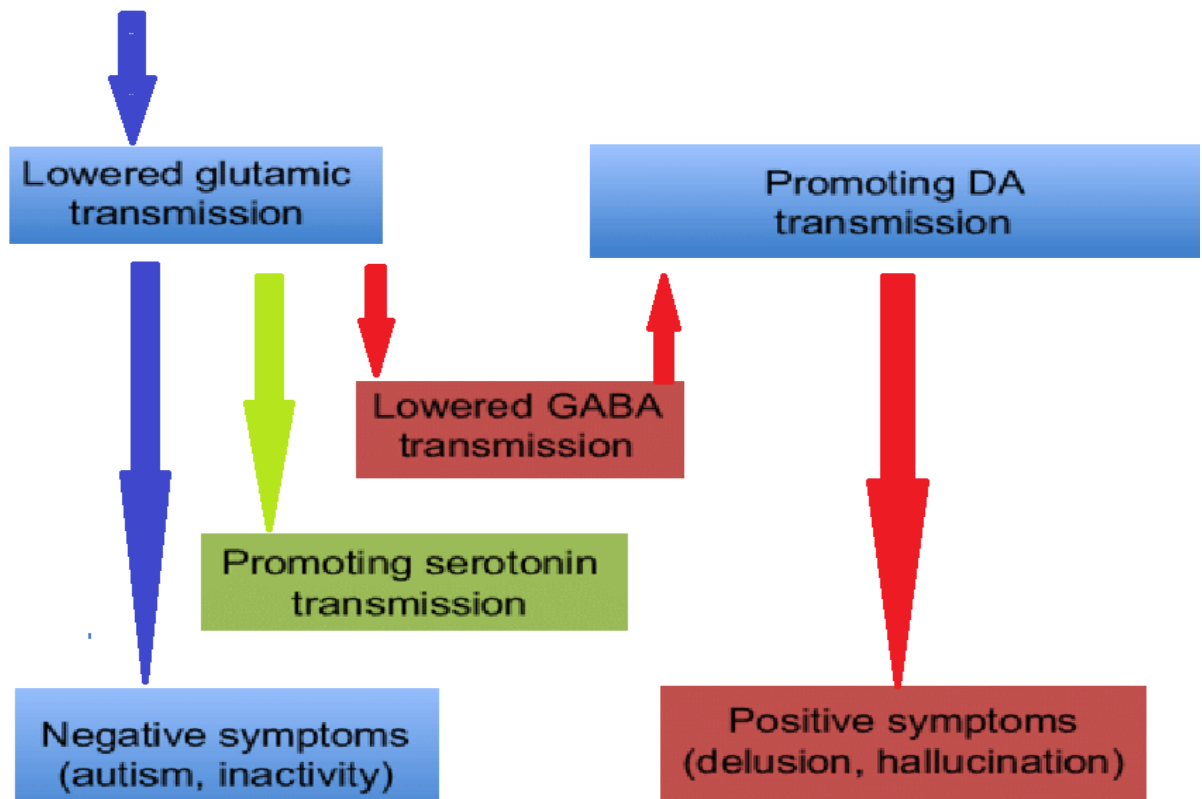 Lowered glutamic
transmission
Promoting DA
transmission
Lowered GABA
transmission
Promoting serotonin
transmission
Negative symptoms
(autism, inactivity)
Positive symptoms
(delusion, hallucination)